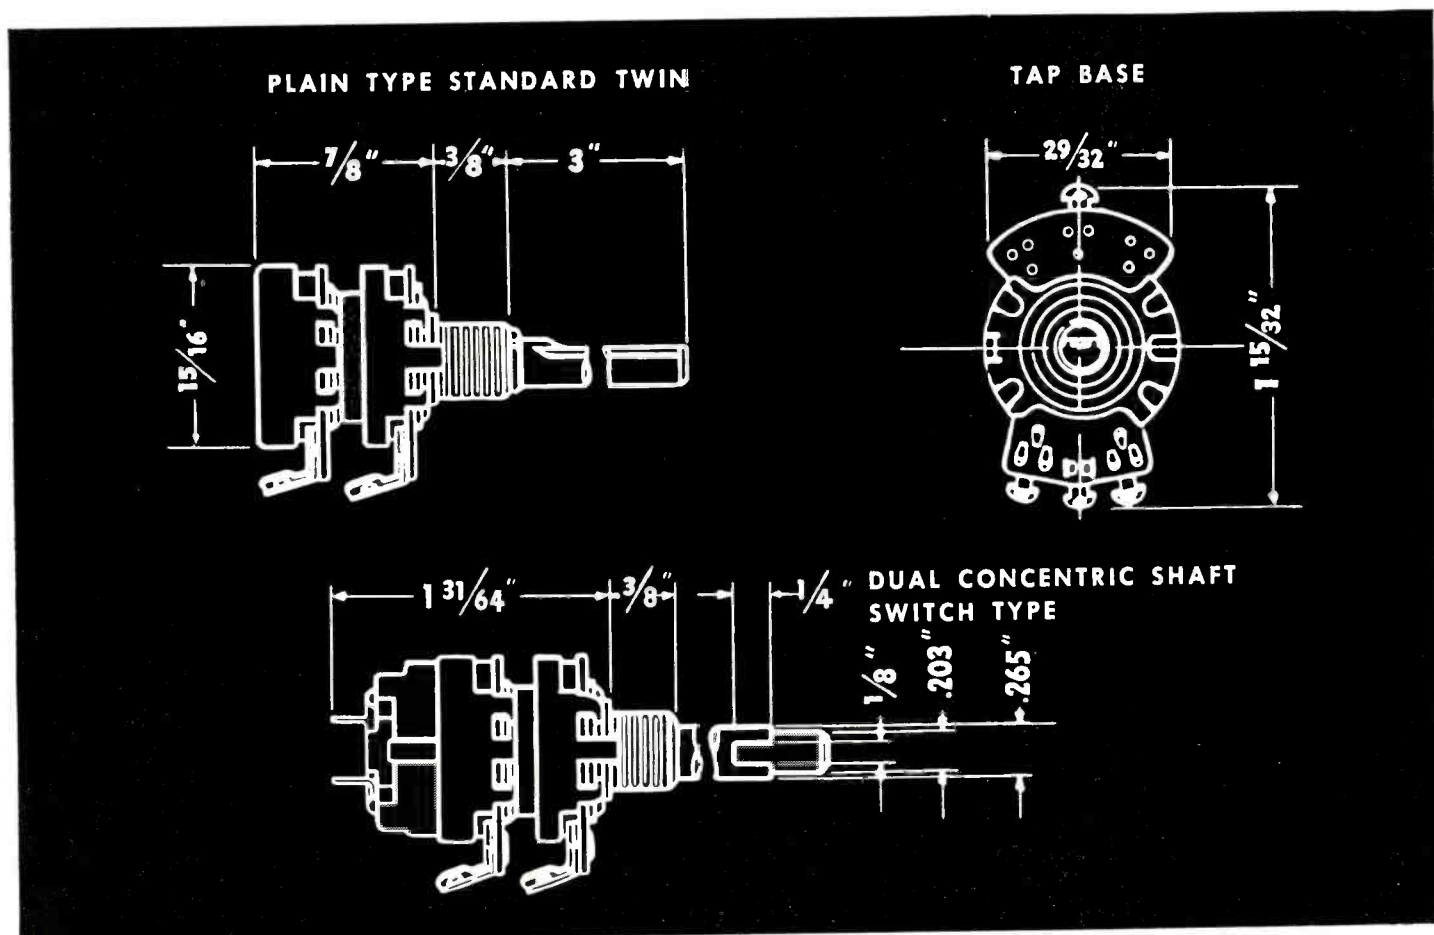 PLAIN TYPE STANDARD TWIN
TAP BASE
7/8" 3/8" 3"
29/32"
15/16"
1 15/32"
1 31/64" 3/8" 1/4"
DUAL CONCENTRIC SHAFT
SWITCH TYPE
1/8" .203" .265"